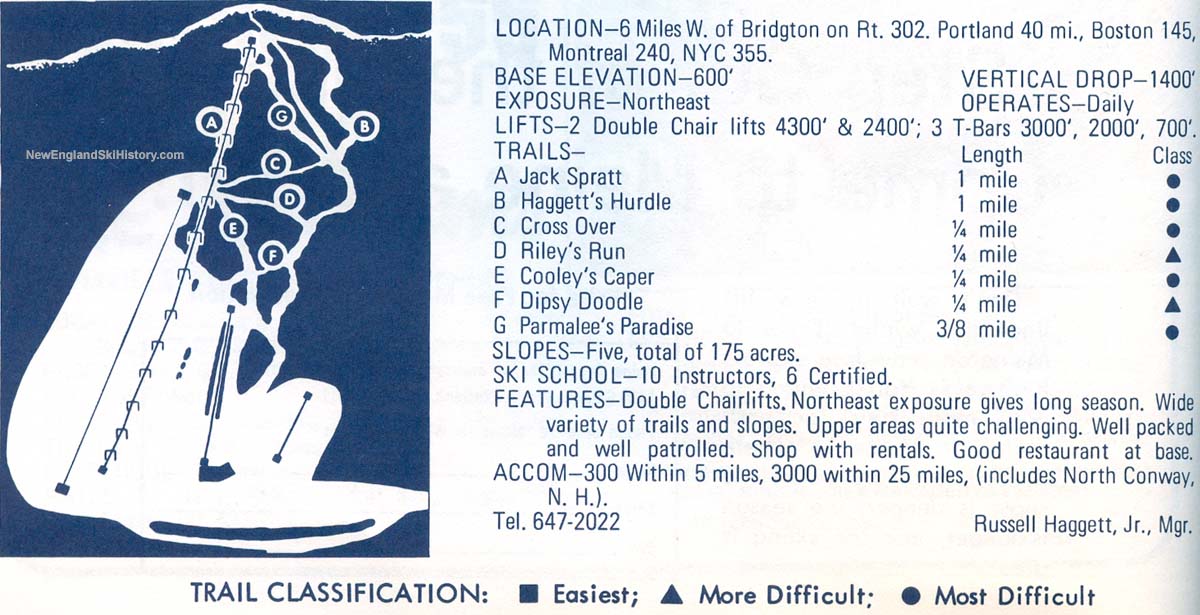 A
B
G
C
D
E
F
NewEnglandSkiHistory.com
LOCATION—6 Miles W. of Bridgton on Rt. 302. Portland 40 mi., Boston 145,
Montreal 240, NYC 355.
BASE ELEVATION—600′ VERTICAL DROP—1400′
EXPOSURE—Northeast OPERATES—Daily
LIFTS—2 Double Chair lifts 4300′ & 2400′; 3 T-Bars 3000′, 2000′, 700′.
TRAILS— Length Class
A Jack Spratt 1 mile ●
B Haggett's Hurdle 1 mile ●
C Cross Over ¼ mile ●
D Riley's Run ¼ mile ▲
E Cooley's Caper ¼ mile ●
F Dipsy Doodle ¼ mile ▲
G Parmalee's Paradise 3/8 mile ●
SLOPES—Five, total of 175 acres.
SKI SCHOOL—10 Instructors, 6 Certified.
FEATURES—Double Chairlifts. Northeast exposure gives long season. Wide
variety of trails and slopes. Upper areas quite challenging. Well packed
and well patrolled. Shop with rentals. Good restaurant at base.
ACCOM—300 Within 5 miles, 3000 within 25 miles, (includes North Conway,
N. H.).
Tel. 647-2022 Russell Haggett, Jr., Mgr.
TRAIL CLASSIFICATION: ■ Easiest; ▲ More Difficult; ● Most Difficult